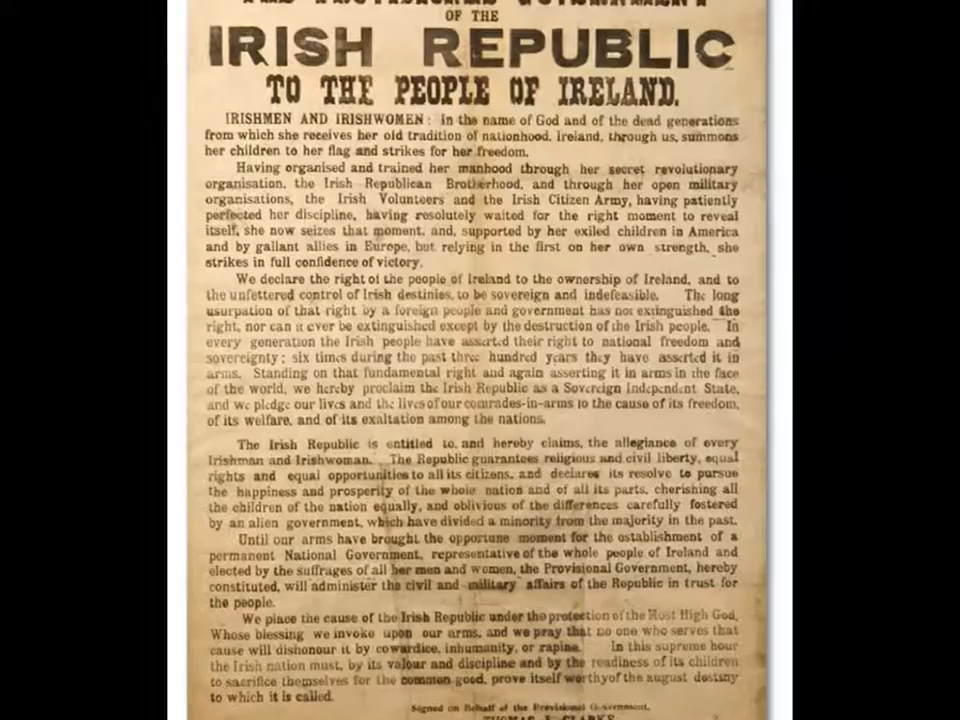 THE PROVISIONAL GOVERNMENT
OF THE
IRISH REPUBLIC
TO THE PEOPLE OF IRELAND.
IRISHMEN AND IRISHWOMEN : In the name of God and of the dead generations
from which she receives her old tradition of nationhood, Ireland, through us, summons
her children to her flag and strikes for her freedom.
Having organised and trained her manhood through her secret revolutionary
organisation, the Irish Republican Brotherhood, and through her open military
organisations, the Irish Volunteers and the Irish Citizen Army, having patiently
perfected her discipline, having resolutely waited for the right moment to reveal
itself, she now seizes that moment, and, supported by her exiled children in America
and by gallant allies in Europe, but relying in the first on her own strength, she
strikes in full confidence of victory.
We declare the right of the people of Ireland to the ownership of Ireland, and to
the unfettered control of Irish destinies, to be sovereign and indefeasible. The long
usurpation of that right by a foreign people and government has not extinguished the
right, nor can it ever be extinguished except by the destruction of the Irish people. In
every generation the Irish people have asserted their right to national freedom and
sovereignty ; six times during the past three hundred years they have asserted it in
arms. Standing on that fundamental right and again asserting it in arms in the face
of the world, we hereby proclaim the Irish Republic as a Sovereign Independent State,
and we pledge our lives and the lives of our comrades-in-arms to the cause of its freedom,
of its welfare, and of its exaltation among the nations.
The Irish Republic is entitled to, and hereby claims, the allegiance of every
Irishman and Irishwoman. The Republic guarantees religious and civil liberty, equal
rights and equal opportunities to all its citizens, and declares its resolve to pursue
the happiness and prosperity of the whole nation and of all its parts, cherishing all
the children of the nation equally, and oblivious of the differences carefully fostered
by an alien government, which have divided a minority from the majority in the past.
Until our arms have brought the opportune moment for the establishment of a
permanent National Government, representative of the whole people of Ireland and
elected by the suffrages of all her men and women, the Provisional Government, hereby
constituted, will administer the civil and military affairs of the Republic in trust for
the people.
We place the cause of the Irish Republic under the protection of the Most High God,
Whose blessing we invoke upon our arms, and we pray that no one who serves that
cause will dishonour it by cowardice, inhumanity, or rapine. In this supreme hour
the Irish nation must, by its valour and discipline and by the readiness of its children
to sacrifice themselves for the common good, prove itself worthy of the august destiny
to which it is called.
Signed on Behalf of the Provisional Government,
THOMAS J. CLARKE